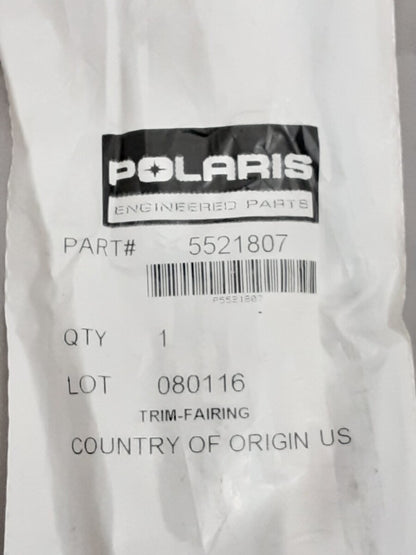 POLARIS
ENGINEERED PARTS
PART# 5521807
P5521807
QTY 1
LOT 080116
TRIM-FAIRING
COUNTRY OF ORIGIN US